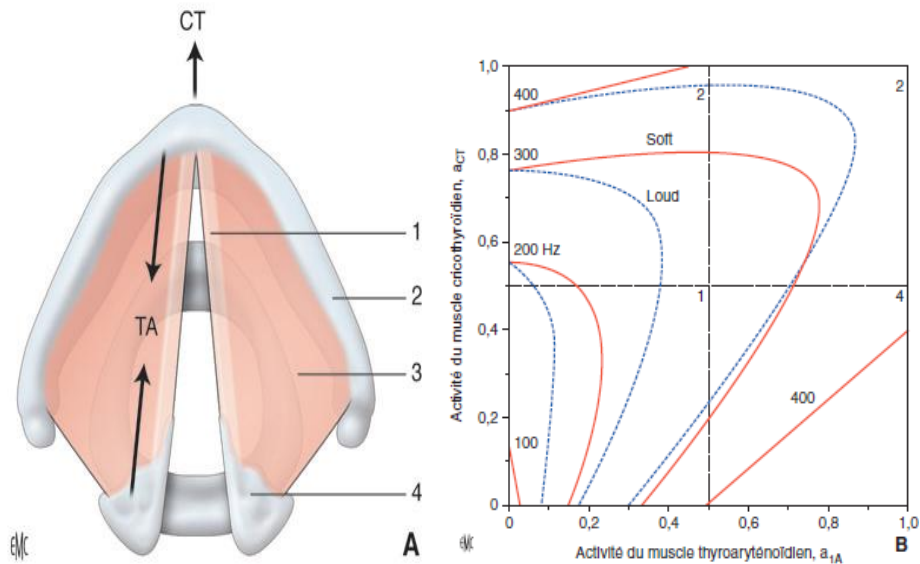 CT
TA
1
2
3
4
EMC
A
Activité du muscle cricothyroïdien, aCT
1,0
0,8
0,6
0,4
0,2
0
400
2
2
Soft
300
Loud
200 Hz
1
4
400
100
0
0,2
0,4
0,6
0,8
1,0
EMC
Activité du muscle thyroaryténoïdien, a1A
B